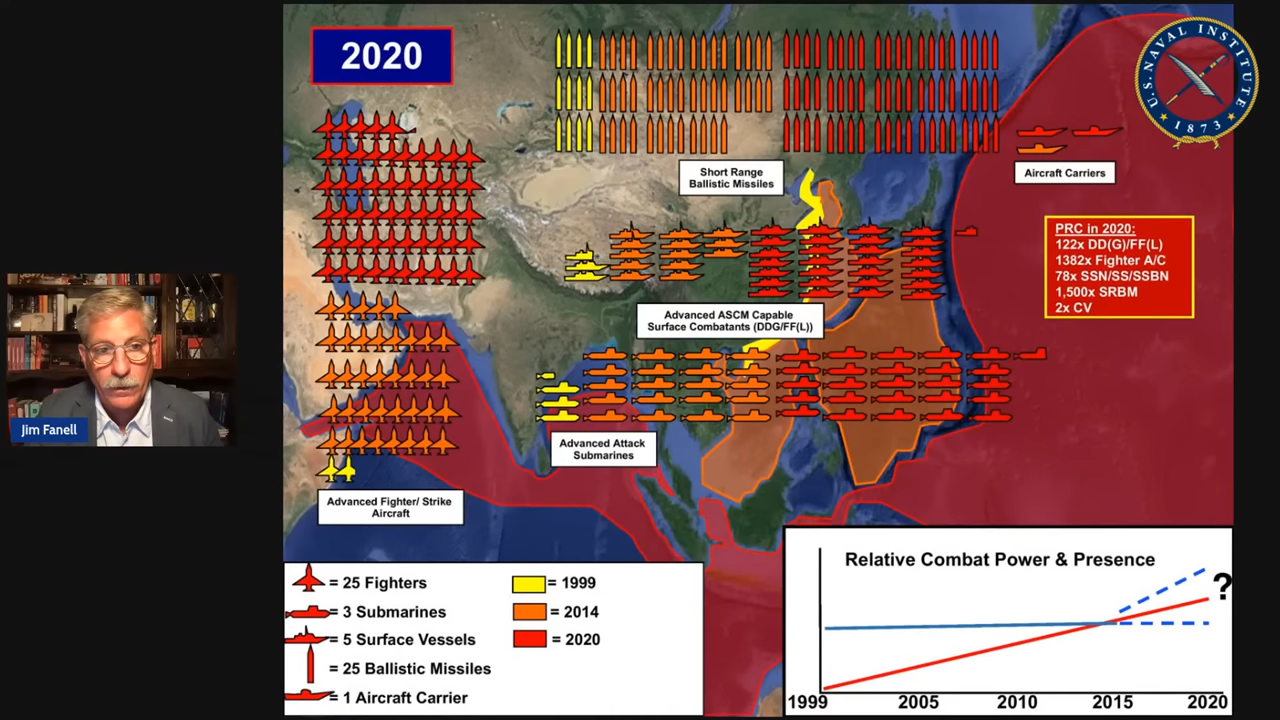 2020
U.S. NAVAL INSTITUTE
1873
Short Range
Ballistic Missiles
Aircraft Carriers
PRC in 2020:
122x DD(G)/FF(L)
1382x Fighter A/C
78x SSN/SS/SSBN
1,500x SRBM
2x CV
Advanced ASCM Capable
Surface Combatants (DDG/FF(L))
Jim Fanell
Advanced Attack
Submarines
Advanced Fighter/ Strike
Aircraft
= 25 Fighters
= 3 Submarines
= 5 Surface Vessels
= 25 Ballistic Missiles
= 1 Aircraft Carrier
= 1999
= 2014
= 2020
Relative Combat Power & Presence
?
1999 2005 2010 2015 2020